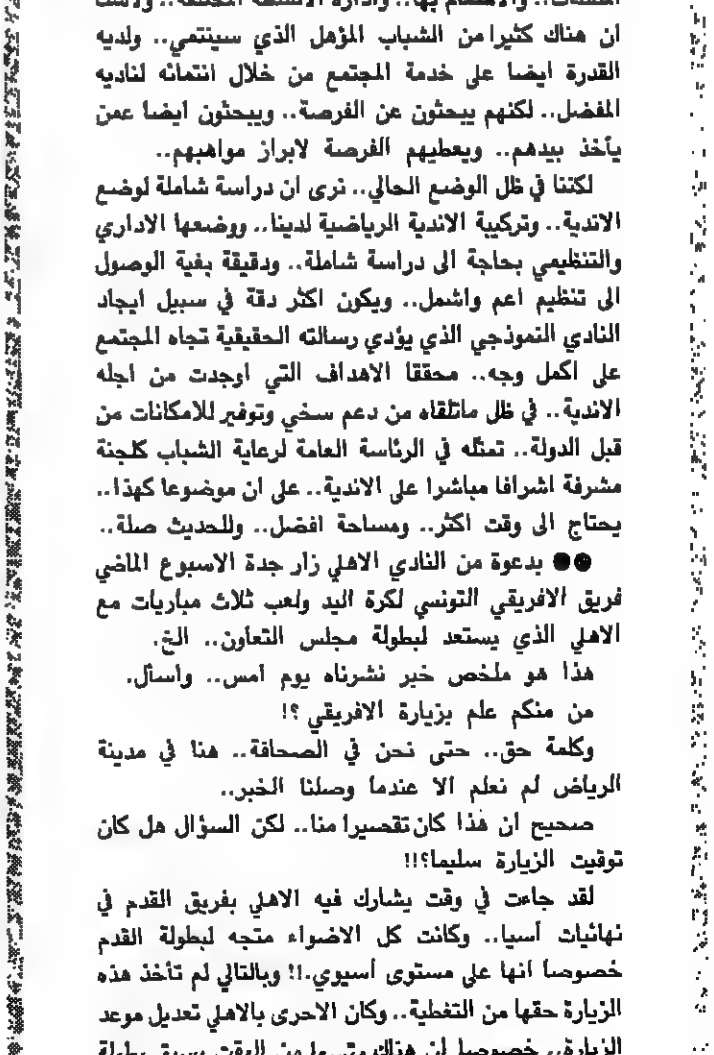 ان هناك كثيرا من الشباب المؤهل الذي سينتمي.. ولديه
القدرة ايضا على خدمة المجتمع من خلال انتمائه لناديه
المفضل.. لكنهم يبحثون عن الفرصة.. ويبحثون ايضا عمن
يأخذ بيدهم.. ويعطيهم الفرصة لابراز مواهبهم..
لكننا في ظل الوضع الحالي.. نرى ان دراسة شاملة لوضع
الاندية.. وتركيبة الاندية الرياضية لدينا.. ووضعها الاداري
والتنظيمي بحاجة الى دراسة شاملة.. ودقيقة بغية الوصول
الى تنظيم اعم واشمل.. ويكون اكثر دقة في سبيل ايجاد
النادي النموذجي الذي يؤدي رسالته الحقيقية تجاه المجتمع
على اكمل وجه.. محققا الاهداف التي اوجدت من اجله
الاندية.. في ظل ماتلقاه من دعم سخي وتوفير للامكانات من
قبل الدولة.. تمثله في الرئاسة العامة لرعاية الشباب كلجنة
مشرفة اشرافا مباشرا على الاندية.. على ان موضوعا كهذا..
يحتاج الى وقت اكثر.. ومساحة افضل.. وللحديث صلة..
●● بدعوة من النادي الاهلي زار جدة الاسبوع الماضي
فريق الافريقي التونسي لكرة اليد ولعب ثلاث مباريات مع
الاهلي الذي يستعد لبطولة مجلس التعاون.. الخ.
هذا هو ملخص خبر نشرناه يوم امس.. واسأل.
من منكم علم بزيارة الافريقي ؟!
وكلمة حق.. حتى نحن في الصحافة.. هنا في مدينة
الرياض لم نعلم الا عندما وصلنا الخبر..
صحيح ان هذا كان تقصيرا منا.. لكن السؤال هل كان
توقيت الزيارة سليما؟!!
لقد جاءت في وقت يشارك فيه الاهلي بفريق القدم في
نهائيات أسيا.. وكانت كل الاضواء متجه لبطولة القدم
خصوصا أنها على مستوى أسيوي.!! وبالتالي لم تأخذ هذه
الزيارة حقها من التغطية.. وكان الاحرى بالاهلي تعديل موعد
الزيارة.. خصوصا ان هناك